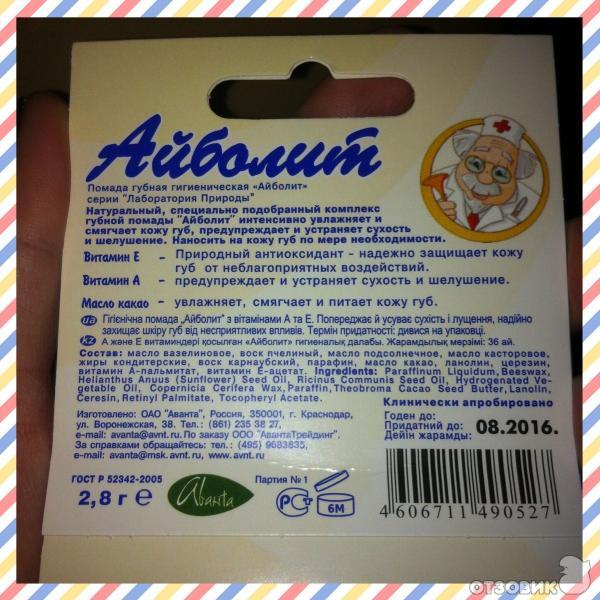 Айболит
Помада губная гигиеническая «Айболит»
серии "Лаборатория Природы"
Натуральный, специально подобранный комплекс
губной помады "Айболит" интенсивно увлажняет и
смягчает кожу губ, предупреждает и устраняет сухость
и шелушение. Наносить на кожу губ по мере необходимости.
Витамин Е - Природный антиоксидант - надежно защищает кожу
губ от неблагоприятных воздействий.
Витамин А - предупреждает и устраняет сухость и шелушение.
Масло какао - увлажняет, смягчает и питает кожу губ.
UA Гігієнічна помада „Айболит" з вітамінами А та Е. Попереджає й усуває сухість і лущення, надійно
захищає шкіру губ від несприятливих впливів. Термін придатності: дивися на упаковці.
KZ А және Е витаминдері қосылған «Айболит» гигиеналық далабы. Жарамдылық мерзімі: 36 ай.
Состав: масло вазелиновое, воск пчелиный, масло подсолнечное, масло касторовое,
жиры кондитерские, воск карнаубский, парафин, масло какао, ланолин, церезин,
витамин А-пальмитат, витамин Е-ацетат. Ingredients: Paraffinum Liquidum, Beeswax,
Helianthus Anuus (Sunflower) Seed Oil, Ricinus Communis Seed Oil, Hydrogenated Ve-
getable Oil, Copernicia Cerifera Wax, Paraffin, Theobroma Cacao Seed Butter, Lanolin,
Ceresin, Retinyl Palmitate, Tocopheryl Acetate.
Клинически апробировано
Изготовлено: ОАО "Аванта", Россия, 350001, г. Краснодар,
ул. Воронежская, 38. Тел.: (861) 235 38 27,
e-mail: avanta@avnt.ru. По заказу ООО "АвантаТрейдинг".
За справками обращайтесь: тел.: (495) 9683835,
e-mail: avanta@msk.avnt.ru, www.avnt.ru
Годен до:
Придатний до: 08.2016.
Дейін жарамды:
ГОСТ Р 52342-2005
2,8 г e
Avanta
Партия № 1
РСТ
6М
4 606711 490527
ОТЗОВИК